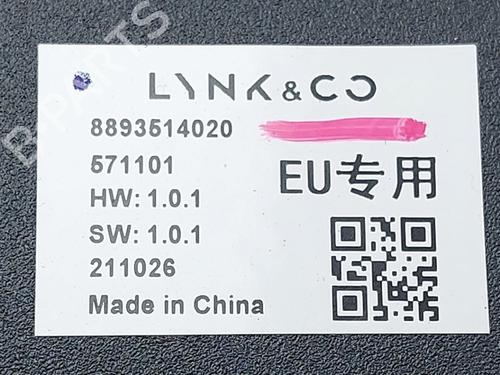 LYNK & CO
8893514020
571101
EU专用
HW: 1.0.1
SW: 1.0.1
211026
Made in China
B-PARTS